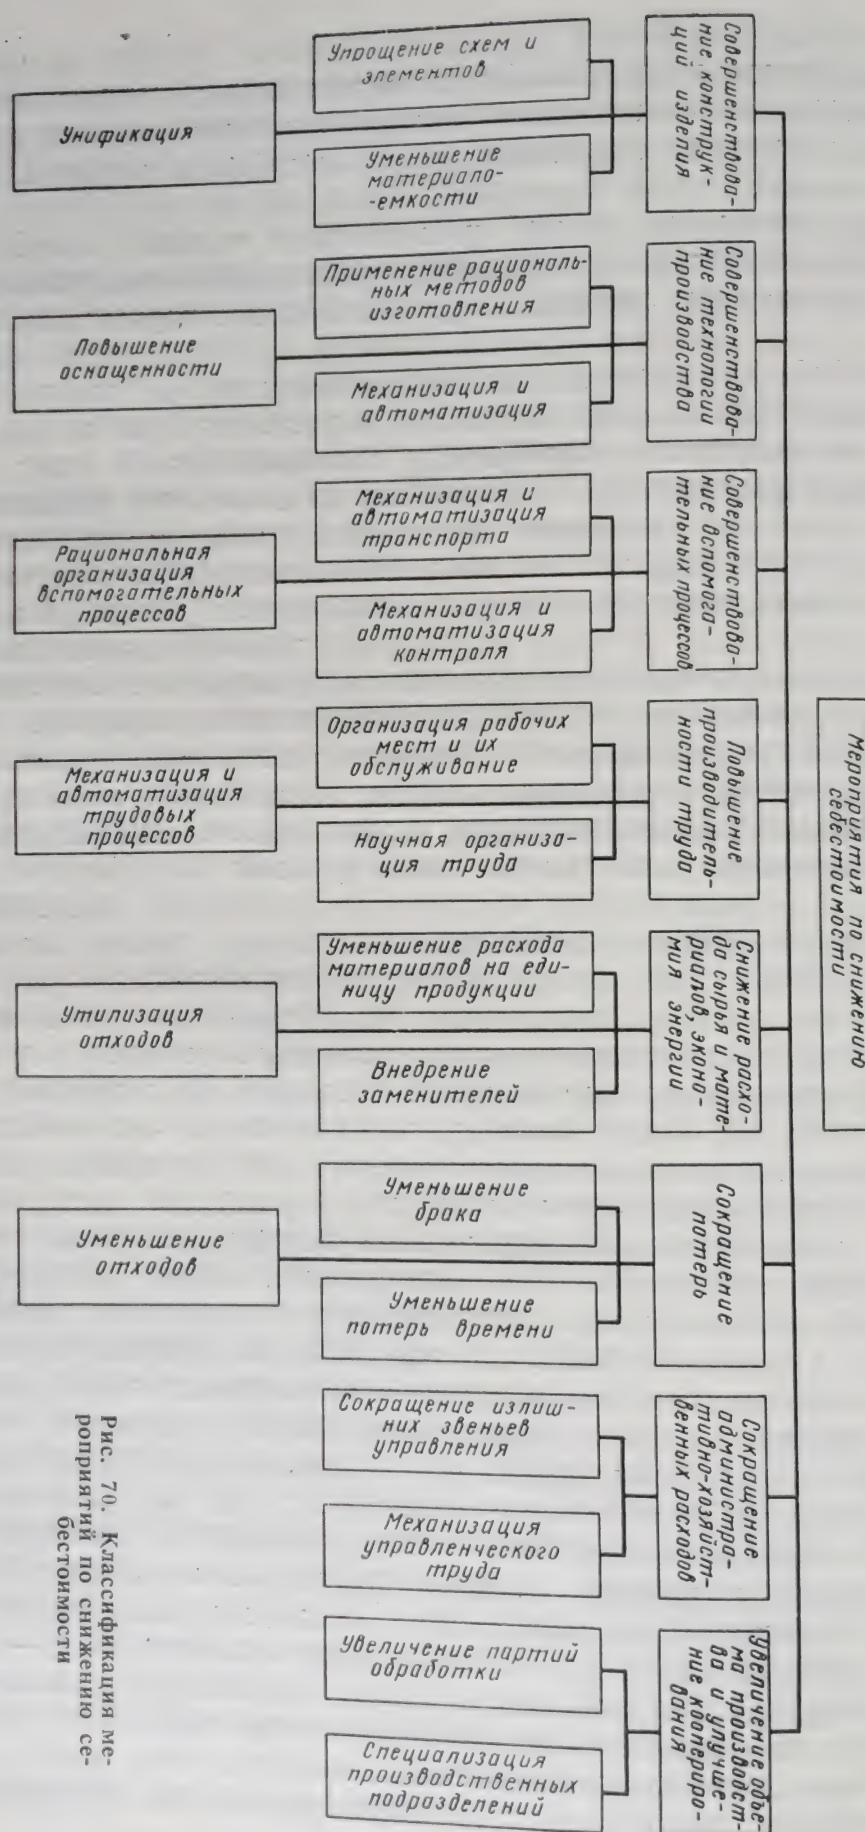 Мероприятия по снижению
себестоимости
Совершенствова-
ние конструк-
ций изделия
Упрощение схем и
элементов
Уменьшение
материало-
-емкости
Унификация
Совершенствова-
ние технологии
производства
Применение рациональ-
ных методов
изготовления
Механизация и
автоматизация
Повышение
оснащенности
Совершенствова-
ние вспомога-
тельных процессов
Механизация и
автоматизация
транспорта
Механизация и
автоматизация
контроля
Рациональная
организация
вспомогательных
процессов
Повышение
производитель-
ности труда
Организация рабочих
мест и их
обслуживание
Научная организа-
ция труда
Механизация и
автоматизация
трудовых
процессов
Снижение расхо-
да сырья и мате-
риалов, эконо-
мия энергии
Уменьшение расхода
материалов на еди-
ницу продукции
Внедрение
заменителей
Утилизация
отходов
Сокращение
потерь
Уменьшение
брака
Уменьшение
потерь времени
Уменьшение
отходов
Сокращение
администра-
тивно-хозяйст-
венных расходов
Сокращение излиш-
них звеньев
управления
Механизация
управленческого
труда
Увеличение объе-
ма производст-
ва и улучше-
ние коопериро-
вания
Увеличение партий
обработки
Специализация
производственных
подразделений
Рис. 70. Классификация ме-
роприятий по снижению се-
бестоимости